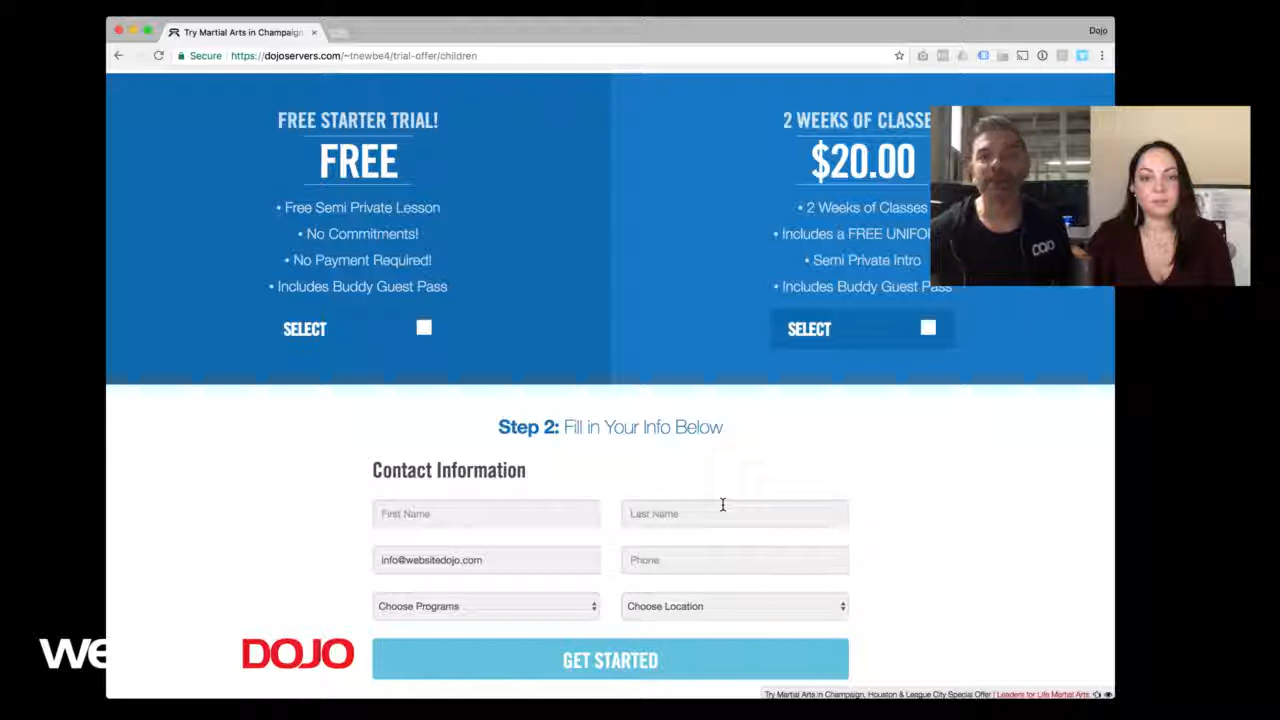 Try Martial Arts in Champaign
Dojo
Secure https://dojoservers.com/~tnewbe4/trial-offer/children
FREE STARTER TRIAL!
FREE
• Free Semi Private Lesson
• No Commitments!
• No Payment Required!
• Includes Buddy Guest Pass
SELECT
2 WEEKS OF CLASSE
$20.00
• 2 Weeks of Classes
• Includes a FREE UNIFO
• Semi Private Intro
• Includes Buddy Guest Pass
SELECT
DOJO
Step 2: Fill in Your Info Below
Contact Information
First Name
Last Name
info@websitedojo.com
Phone
Choose Programs
Choose Location
GET STARTED
We
DOJO
Try Martial Arts in Champaign, Houston & League City Special Offer | Leaders for Life Martial Arts